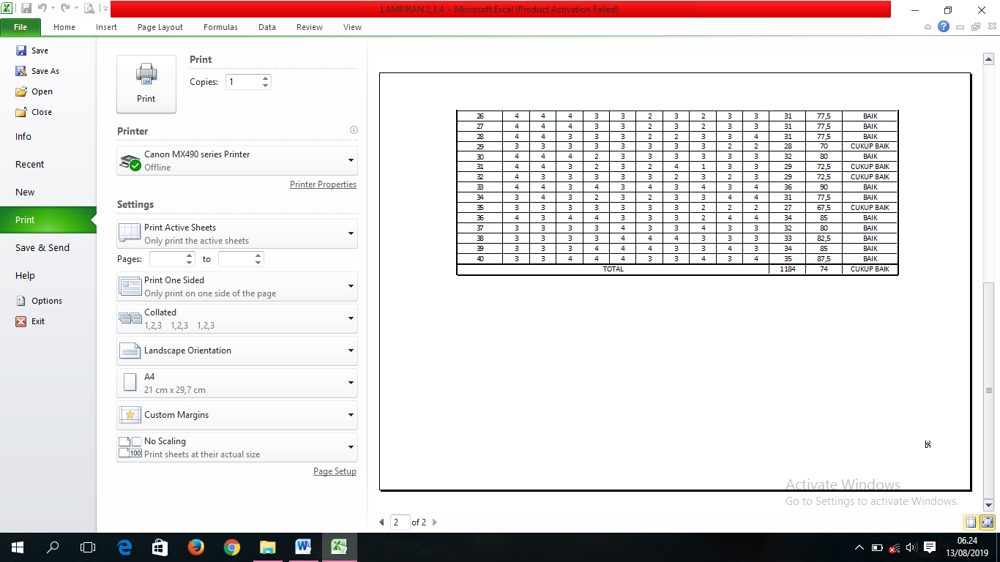 LAMPIRAN 2,3,4 - Microsoft Excel (Product Activation Failed)
File Home Insert Page Layout Formulas Data Review View
Save
Save As
Open
Close
Info
Recent
New
Print
Save & Send
Help
Options
Exit
Print
Print
Copies: 1
Printer
Canon MX490 series Printer
Offline
Printer Properties
Settings
Print Active Sheets
Only print the active sheets
Pages: to
Print One Sided
Only print on one side of the page
Collated
1,2,3 1,2,3 1,2,3
Landscape Orientation
A4
21 cm x 29,7 cm
Custom Margins
No Scaling
100 Print sheets at their actual size
Page Setup
26 4 4 4 3 3 2 3 2 3 3 31 77,5 BAIK
27 4 4 4 3 3 2 3 2 3 3 31 77,5 BAIK
28 4 4 3 3 3 2 2 3 3 4 31 77,5 BAIK
29 3 3 3 3 3 3 3 3 2 2 28 70 CUKUP BAIK
30 4 4 4 2 3 3 3 3 3 3 32 80 BAIK
31 4 4 3 2 3 2 4 1 3 3 29 72,5 CUKUP BAIK
32 4 3 3 3 3 3 2 3 2 3 29 72,5 CUKUP BAIK
33 4 4 3 4 3 4 3 4 3 4 36 90 BAIK
34 3 4 3 2 3 2 3 3 4 4 31 77,5 BAIK
35 3 3 3 3 3 3 3 2 2 2 27 67,5 CUKUP BAIK
36 4 3 4 4 3 3 3 2 4 4 34 85 BAIK
37 3 3 3 3 4 3 3 4 3 3 32 80 BAIK
38 3 3 3 3 4 4 4 3 3 3 33 82,5 BAIK
39 3 3 4 4 4 3 3 3 4 3 34 85 BAIK
40 3 3 4 4 4 3 3 4 3 4 35 87,5 BAIK
TOTAL 1184 74 CUKUP BAIK
Activate Windows
Go to Settings to activate Windows.
2 of 2
06.24
13/08/2019